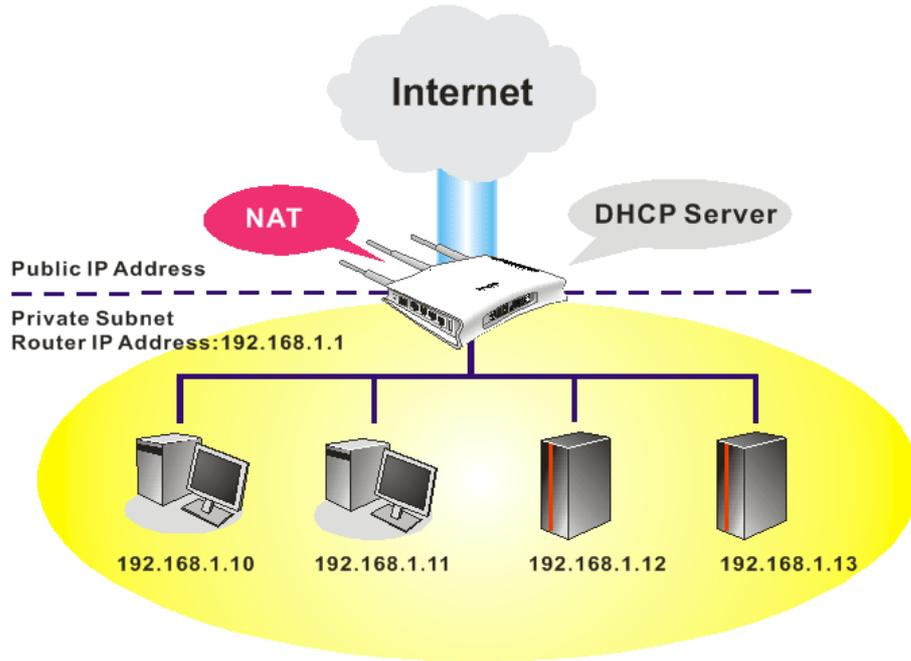 Internet
NAT
DHCP Server
Public IP Address
Private Subnet
Router IP Address:192.168.1.1
192.168.1.10
192.168.1.11
192.168.1.12
192.168.1.13